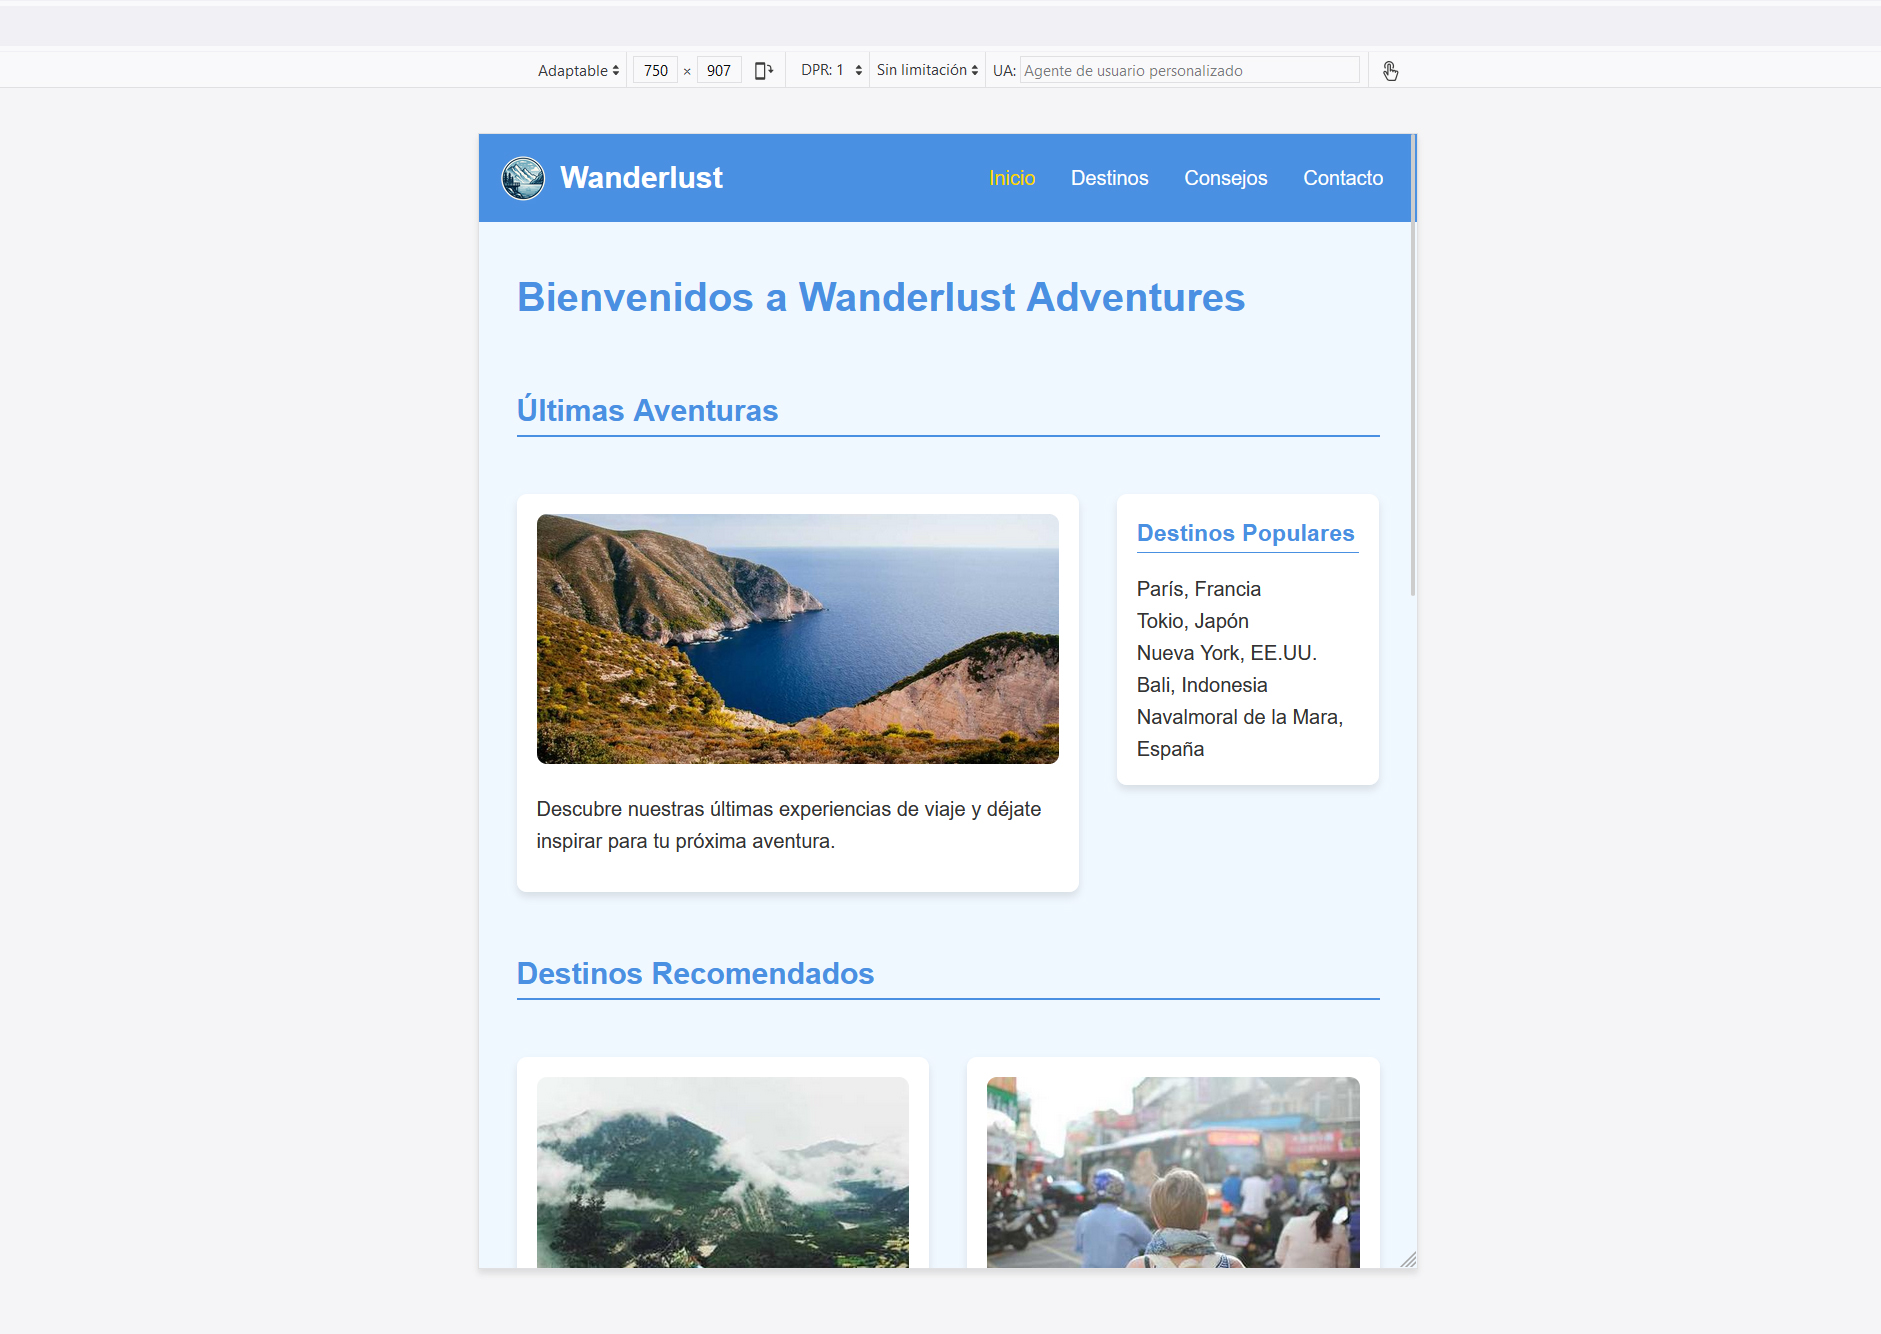 Adaptable 750 × 907 DPR: 1 Sin limitación UA: Agente de usuario personalizado
Wanderlust Inicio Destinos Consejos Contacto
Bienvenidos a Wanderlust Adventures
Últimas Aventuras
Descubre nuestras últimas experiencias de viaje y déjate
inspirar para tu próxima aventura.
Destinos Populares
París, Francia
Tokio, Japón
Nueva York, EE.UU.
Bali, Indonesia
Navalmoral de la Mara,
España
Destinos Recomendados